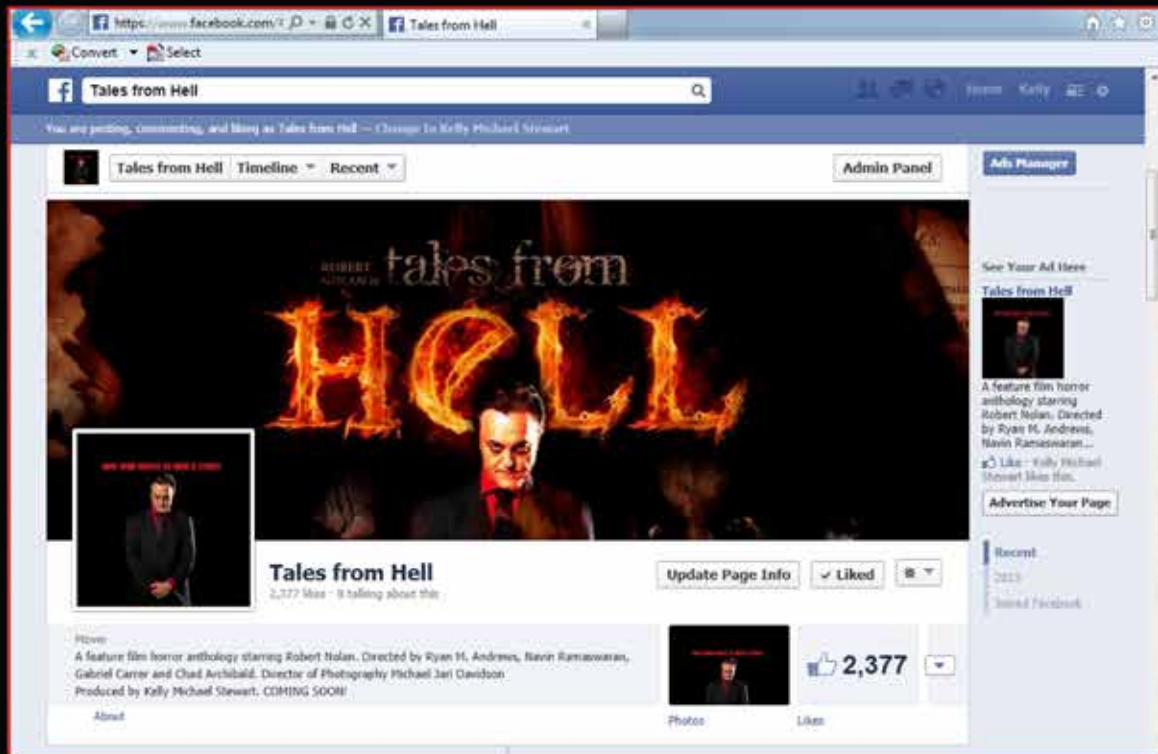 https://www.facebook.com/
Tales from Hell
Convert Select
Tales from Hell
Home Kelly
You are posting, commenting, and liking as Tales from Hell — Change to Kelly Michael Stewart
Tales from Hell Timeline Recent
Admin Panel
Ads Manager
ROBERT NOLAN in
tales from
HELL
See Your Ad Here
Tales from Hell
A feature film horror
anthology starring
Robert Nolan. Directed
by Ryan M. Andrews,
Navin Ramaswaran...
Like · Kelly Michael
Stewart likes this.
Advertise Your Page
Recent
2013
Joined Facebook
Tales from Hell
2,377 likes · 8 talking about this
Update Page Info
✓ Liked
A feature film horror anthology starring Robert Nolan. Directed by Ryan M. Andrews, Navin Ramaswaran,
Gabriel Carrer and Chad Archibald. Director of Photography Michael Jari Davidson
Produced by Kelly Michael Stewart. COMING SOON!
About
2,377
Photos
Likes